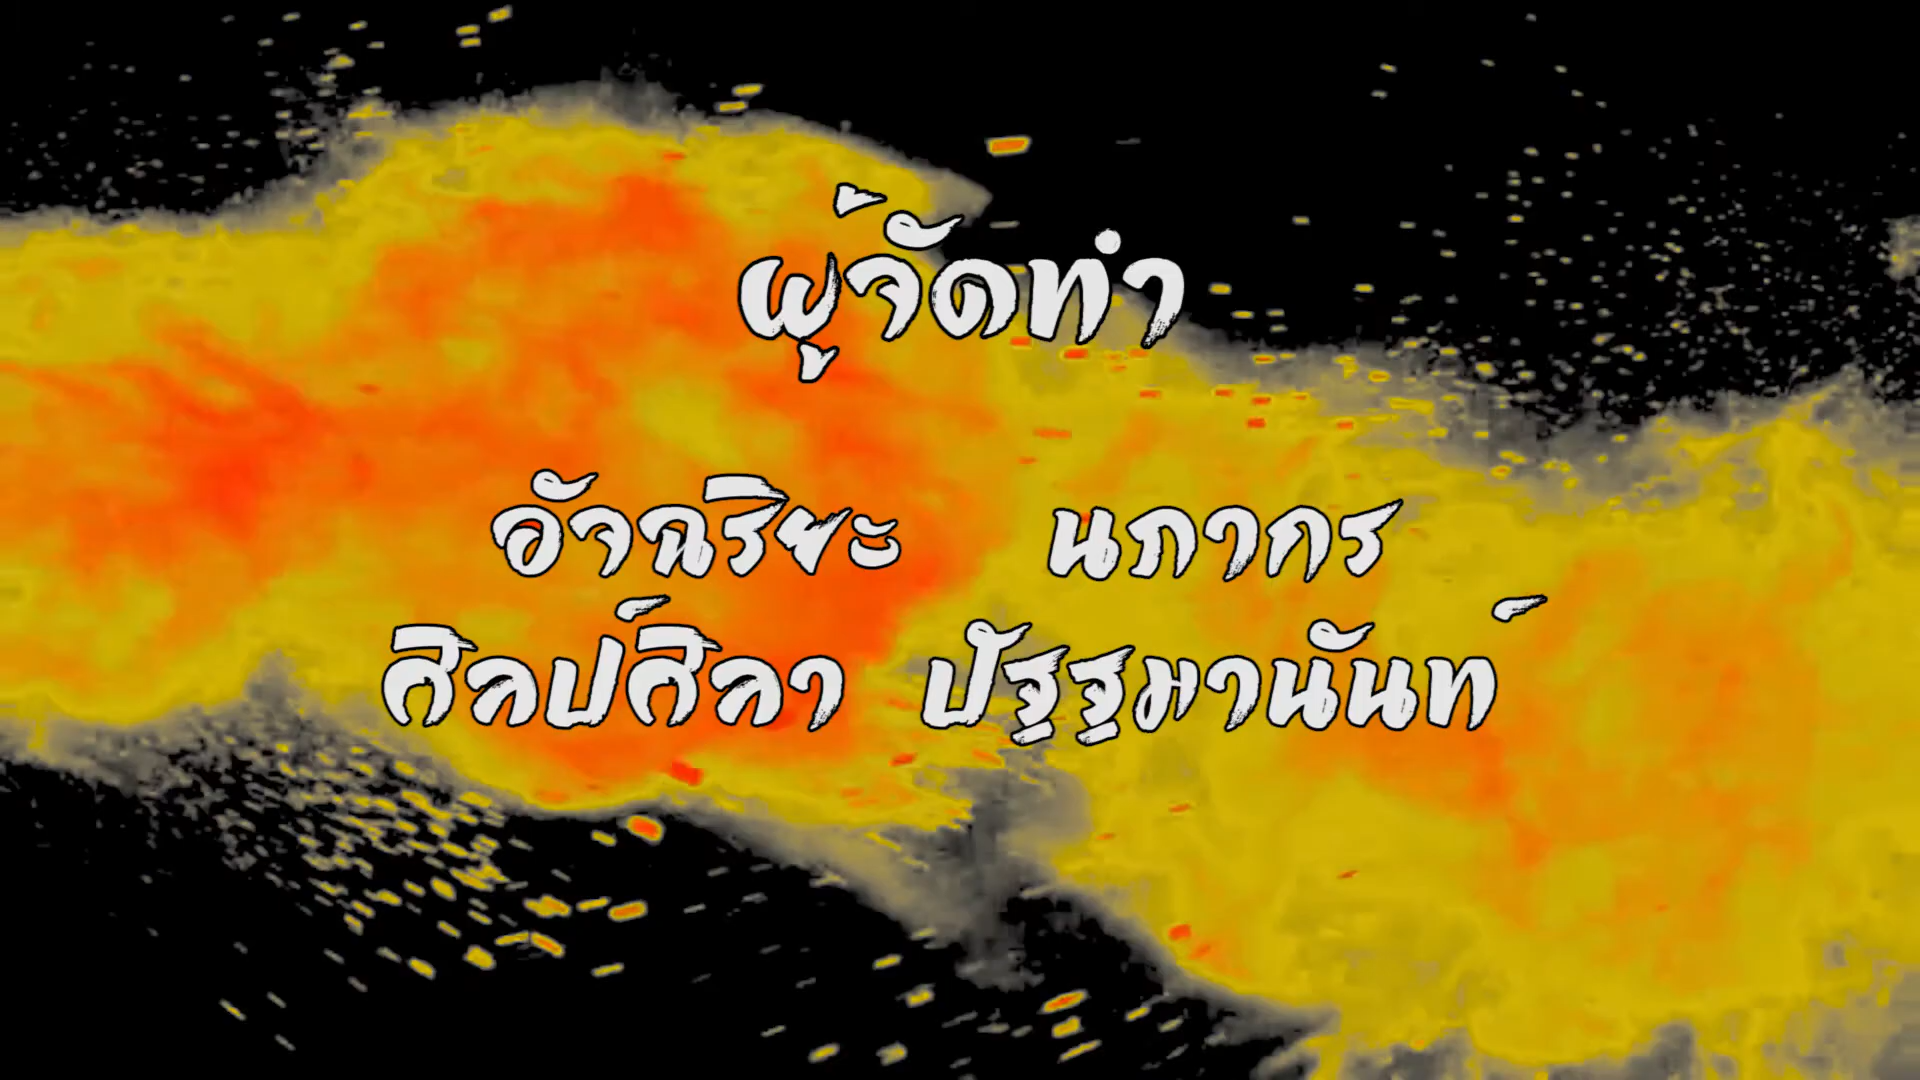 ผู้จัดทำ
อัจฉริยะ นภากร
ศิลป์ศิลา ปัฐฐมานันท์